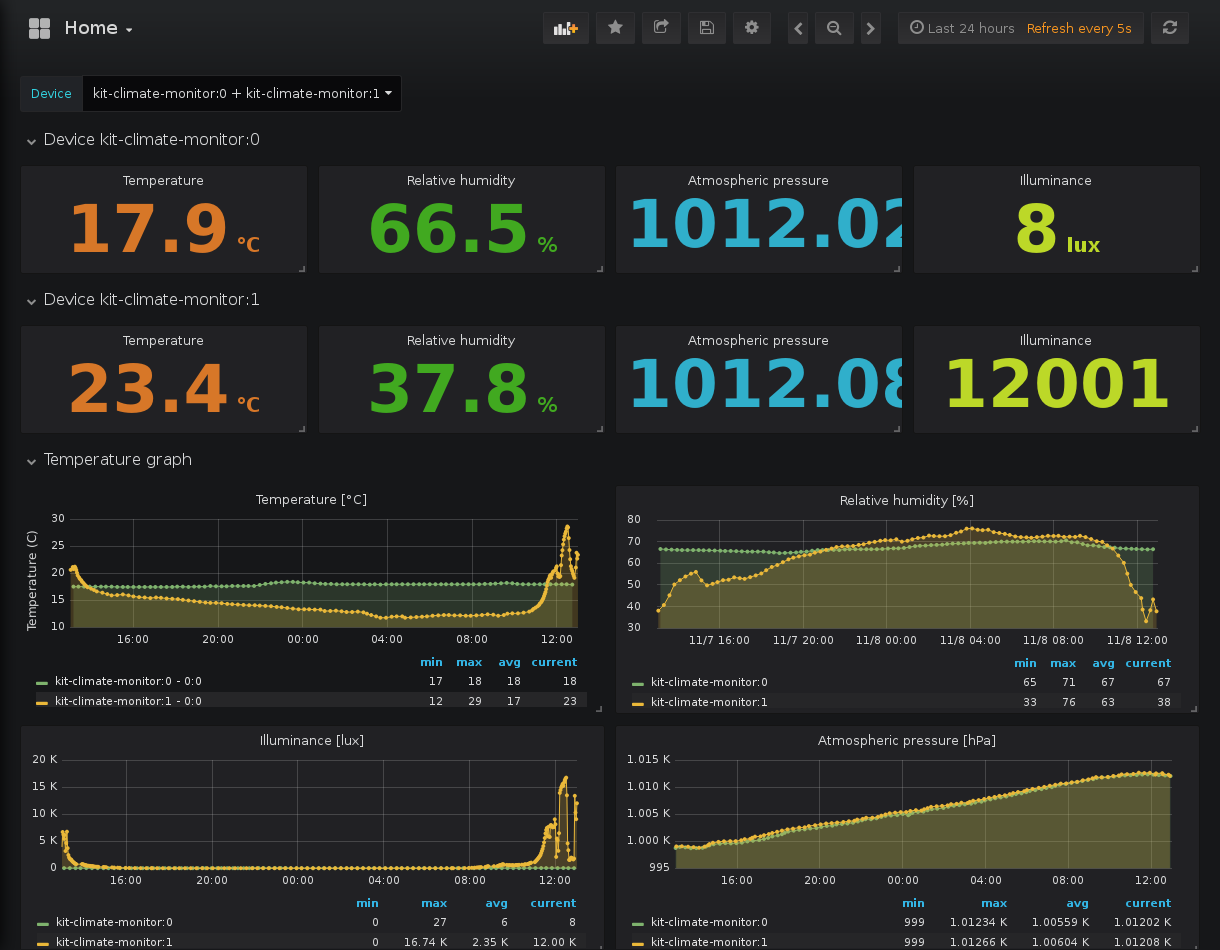 Home
Last 24 hours Refresh every 5s
Device kit-climate-monitor:0 + kit-climate-monitor:1
Device kit-climate-monitor:0
Temperature Relative humidity Atmospheric pressure Illuminance
17.9 °C 66.5 % 1012.02 8 lux
Device kit-climate-monitor:1
Temperature Relative humidity Atmospheric pressure Illuminance
23.4 °C 37.8 % 1012.08 12001
Temperature graph
Temperature [°C]
Temperature (C)
30
25
20
15
10
16:00 20:00 00:00 04:00 08:00 12:00
min max avg current
kit-climate-monitor:0 - 0:0 17 18 18 18
kit-climate-monitor:1 - 0:0 12 29 17 23
Relative humidity [%]
80
70
60
50
40
30
11/7 16:00 11/7 20:00 11/8 00:00 11/8 04:00 11/8 08:00 11/8 12:00
min max avg current
kit-climate-monitor:0 65 71 67 67
kit-climate-monitor:1 33 76 63 38
Illuminance [lux]
20 K
15 K
10 K
5 K
0
16:00 20:00 00:00 04:00 08:00 12:00
min max avg current
kit-climate-monitor:0 0 27 6 8
kit-climate-monitor:1 0 16.74 K 2.35 K 12.00 K
Atmospheric pressure [hPa]
1.015 K
1.010 K
1.005 K
1.000 K
995
16:00 20:00 00:00 04:00 08:00 12:00
min max avg current
kit-climate-monitor:0 999 1.01234 K 1.00559 K 1.01202 K
kit-climate-monitor:1 999 1.01266 K 1.00604 K 1.01208 K